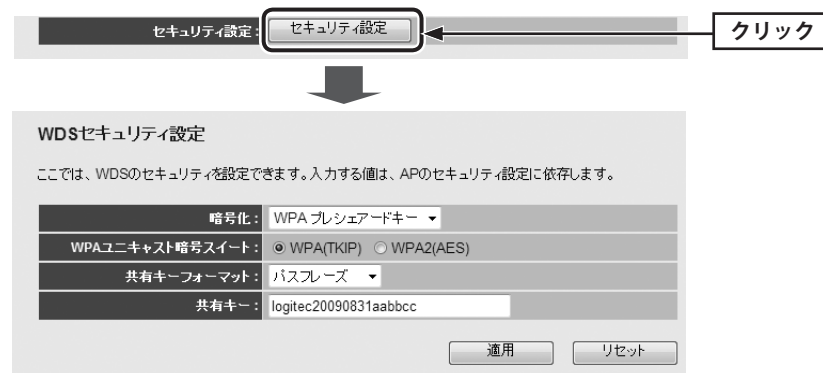 セキュリティ設定： セキュリティ設定 クリック
WDSセキュリティ設定
ここでは、WDSのセキュリティを設定できます。入力する値は、APのセキュリティ設定に依存します。
暗号化： WPA プレシェアードキー
WPAユニキャスト暗号スイート： WPA(TKIP) WPA2(AES)
共有キーフォーマット： パスフレーズ
共有キー： logitec20090831aabbcc
適用 リセット